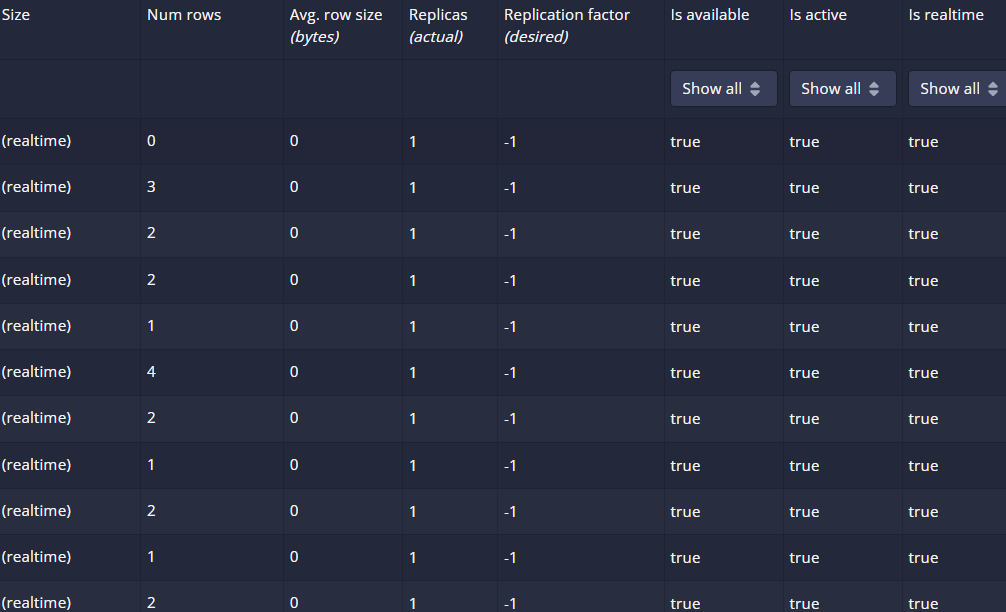 Size Num rows Avg. row size Replicas Replication factor Is available Is active Is realtime
(bytes) (actual) (desired)
Show all Show all Show all
(realtime) 0 0 1 -1 true true true
(realtime) 3 0 1 -1 true true true
(realtime) 2 0 1 -1 true true true
(realtime) 2 0 1 -1 true true true
(realtime) 1 0 1 -1 true true true
(realtime) 4 0 1 -1 true true true
(realtime) 2 0 1 -1 true true true
(realtime) 1 0 1 -1 true true true
(realtime) 2 0 1 -1 true true true
(realtime) 1 0 1 -1 true true true
(realtime) 2 0 1 -1 true true true